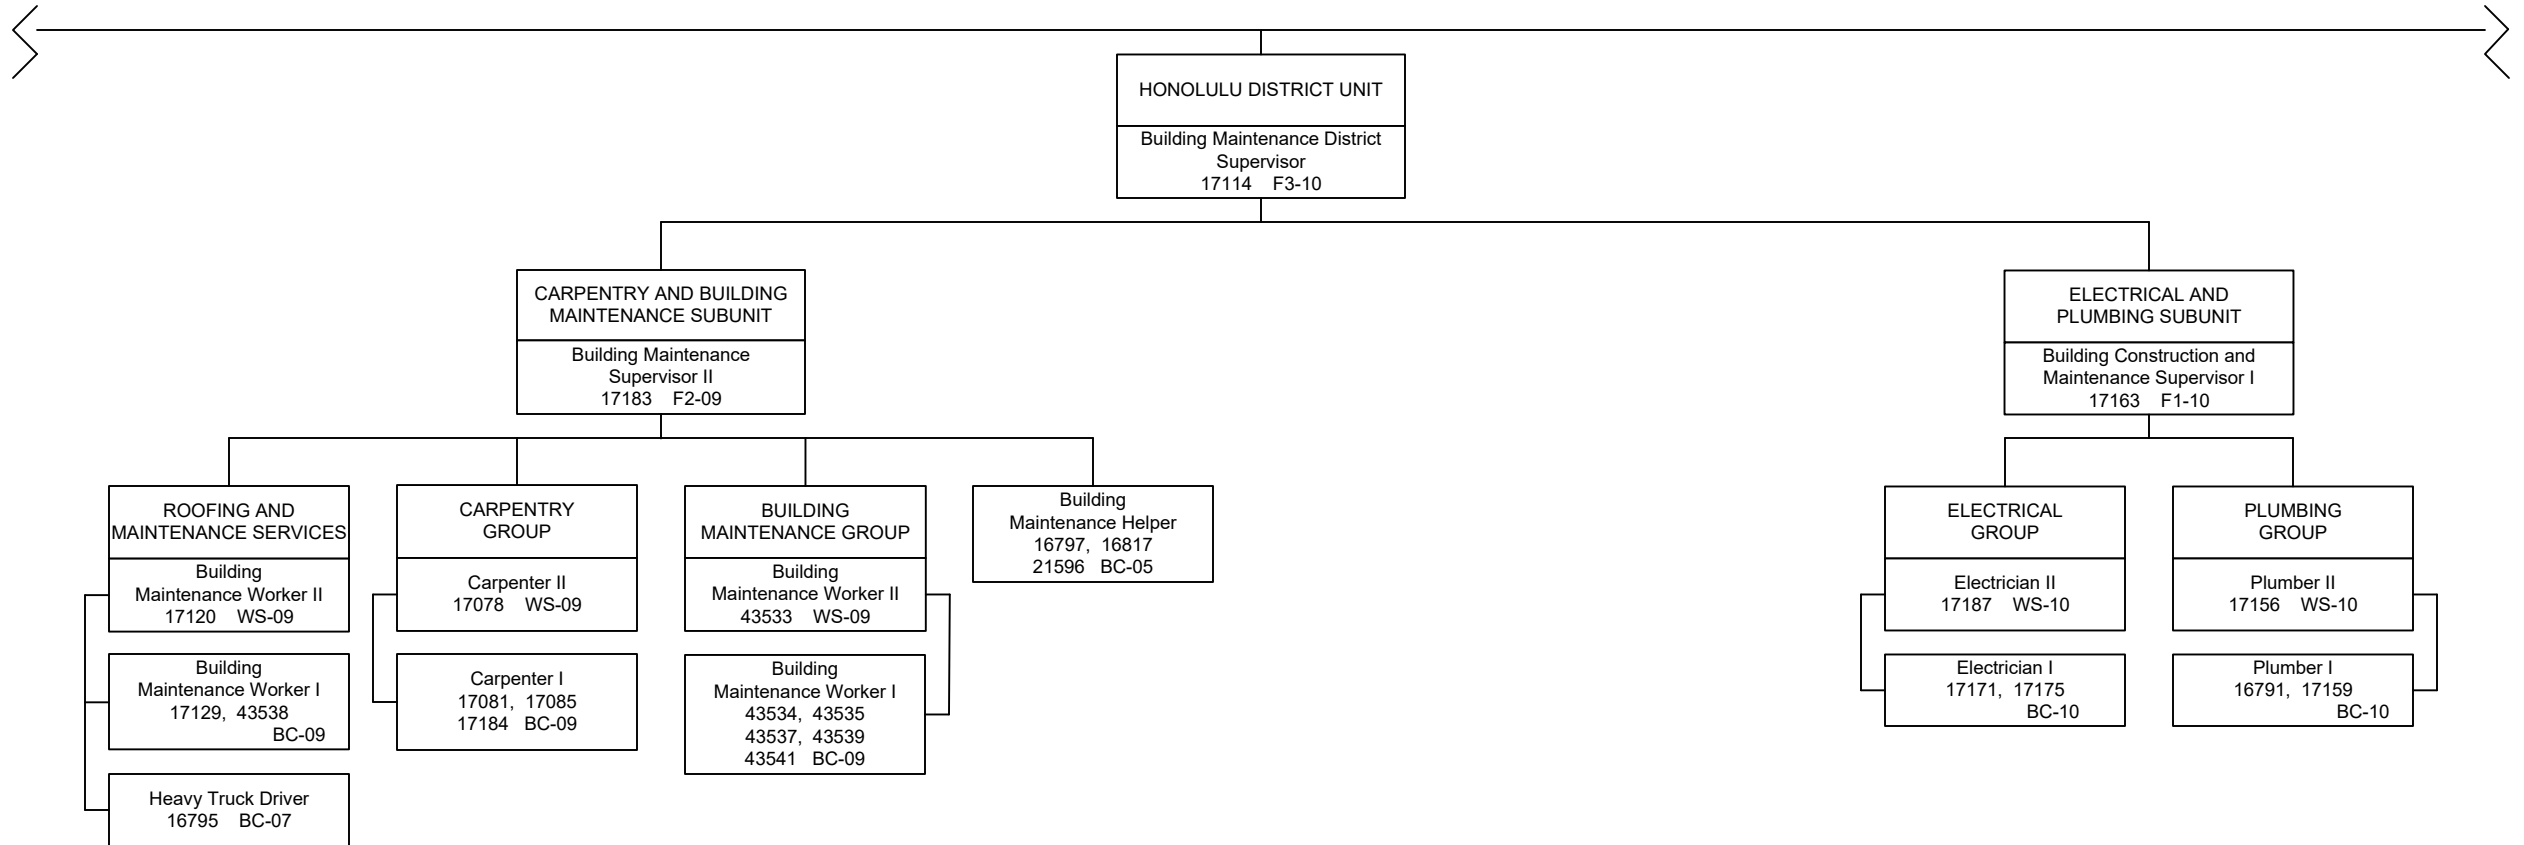 HONOLULU DISTRICT UNIT
Building Maintenance District
Supervisor
17114 F3-10
CARPENTRY AND BUILDING
MAINTENANCE SUBUNIT
Building Maintenance
Supervisor II
17183 F2-09
ELECTRICAL AND
PLUMBING SUBUNIT
Building Construction and
Maintenance Supervisor I
17163 F1-10
ROOFING AND
MAINTENANCE SERVICES
Building
Maintenance Worker II
17120 WS-09
Building
Maintenance Worker I
17129, 43538
BC-09
Heavy Truck Driver
16795 BC-07
CARPENTRY
GROUP
Carpenter II
17078 WS-09
Carpenter I
17081, 17085
17184 BC-09
BUILDING
MAINTENANCE GROUP
Building
Maintenance Worker II
43533 WS-09
Building
Maintenance Worker I
43534, 43535
43537, 43539
43541 BC-09
Building
Maintenance Helper
16797, 16817
21596 BC-05
ELECTRICAL
GROUP
Electrician II
17187 WS-10
Electrician I
17171, 17175
BC-10
PLUMBING
GROUP
Plumber II
17156 WS-10
Plumber I
16791, 17159
BC-10